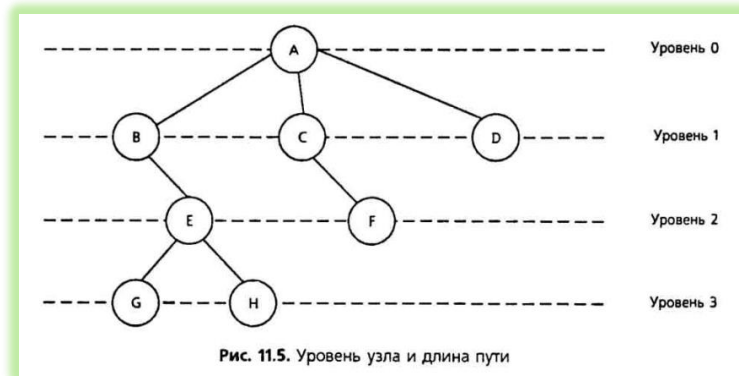 A Уровень 0
B C D Уровень 1
E F Уровень 2
G H Уровень 3
Рис. 11.5. Уровень узла и длина пути